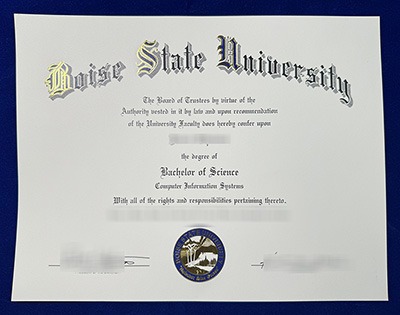 Boise State University
The Board of Trustees by virtue of the
Authority vested in it by law and upon recommendation
of the University Faculty does hereby confer upon
the degree of
Bachelor of Science
Computer Information Systems
With all of the rights and responsibilities pertaining thereto.